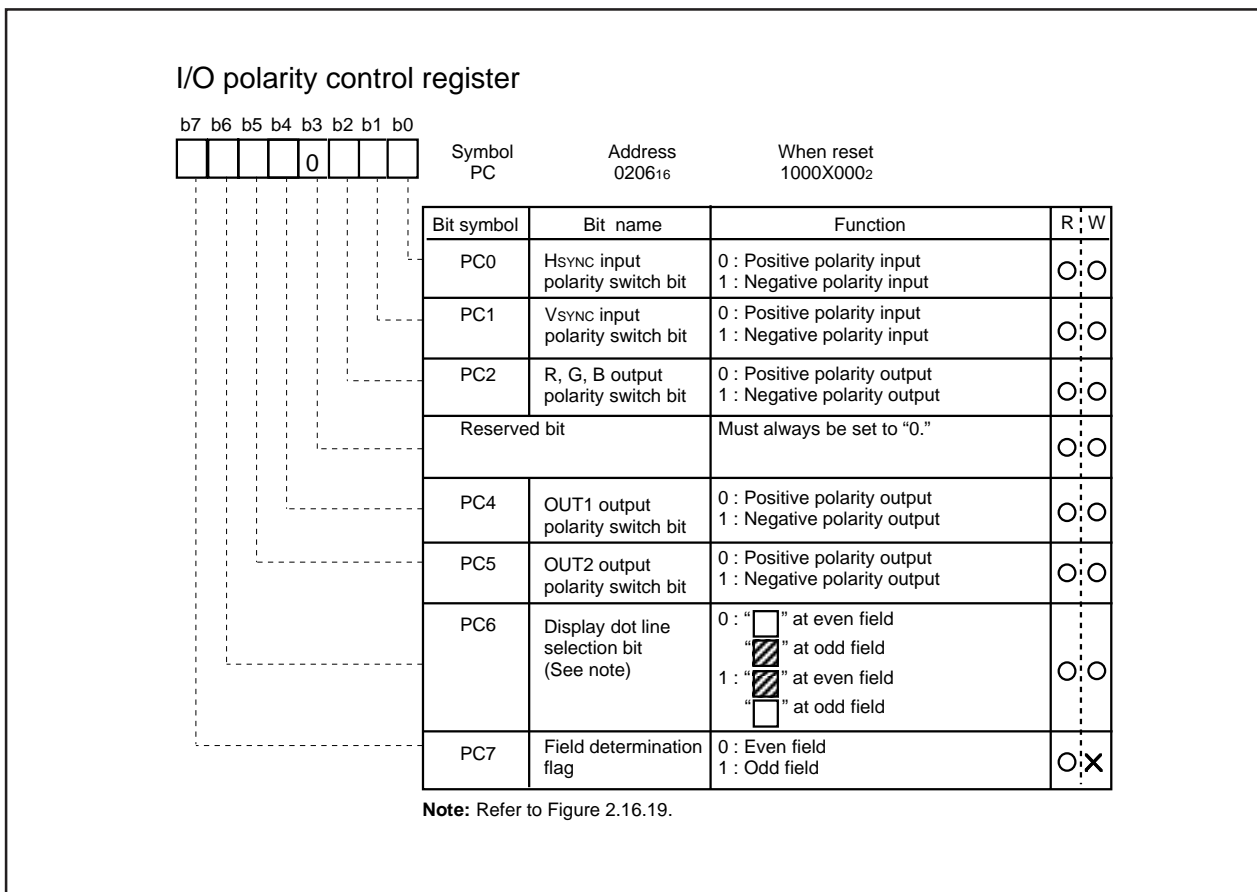 I/O polarity control register
b7 b6 b5 b4 b3 b2 b1 b0
0
Symbol Address When reset
PC 020616 1000X0002
Bit symbol Bit name Function R W
PC0 HSYNC input 0 : Positive polarity input
polarity switch bit 1 : Negative polarity input
PC1 VSYNC input 0 : Positive polarity input
polarity switch bit 1 : Negative polarity input
PC2 R, G, B output 0 : Positive polarity output
polarity switch bit 1 : Negative polarity output
Reserved bit Must always be set to “0.”
PC4 OUT1 output 0 : Positive polarity output
polarity switch bit 1 : Negative polarity output
PC5 OUT2 output 0 : Positive polarity output
polarity switch bit 1 : Negative polarity output
PC6 Display dot line 0 : “ ” at even field
selection bit “ ” at odd field
(See note) 1 : “ ” at even field
“ ” at odd field
PC7 Field determination 0 : Even field
flag 1 : Odd field
Note: Refer to Figure 2.16.19.